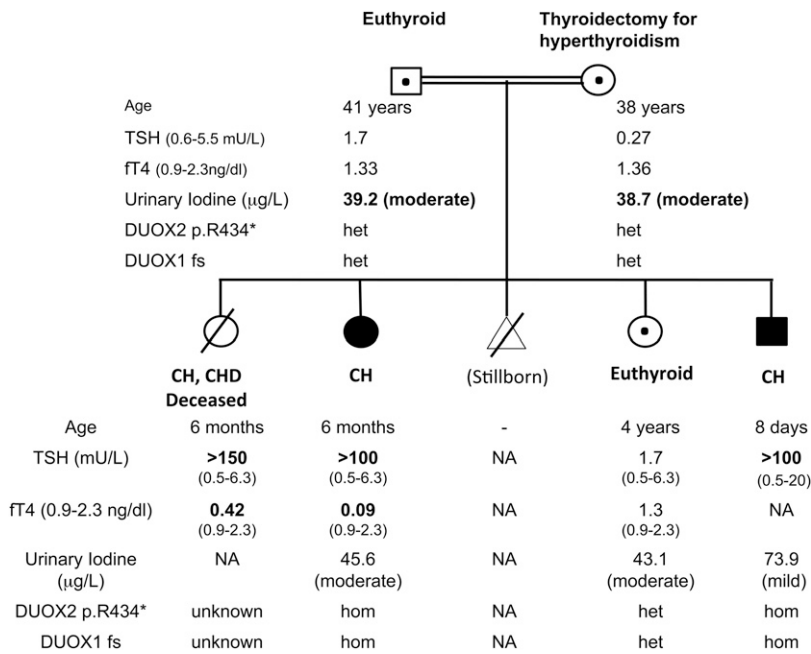 Euthyroid Thyroidectomy for
hyperthyroidism
Age 41 years 38 years
TSH (0.6-5.5 mU/L) 1.7 0.27
fT4 (0.9-2.3ng/dl) 1.33 1.36
Urinary Iodine (μg/L) 39.2 (moderate) 38.7 (moderate)
DUOX2 p.R434* het het
DUOX1 fs het het
CH, CHD CH (Stillborn) Euthyroid CH
Deceased
Age 6 months 6 months - 4 years 8 days
TSH (mU/L) >150 >100 NA 1.7 >100
(0.5-6.3) (0.5-6.3) (0.5-6.3) (0.5-20)
fT4 (0.9-2.3 ng/dl) 0.42 0.09 NA 1.3 NA
(0.9-2.3) (0.9-2.3) (0.9-2.3)
Urinary Iodine NA 45.6 NA 43.1 73.9
(μg/L) (moderate) (moderate) (mild)
DUOX2 p.R434* unknown hom NA het hom
DUOX1 fs unknown hom NA het hom